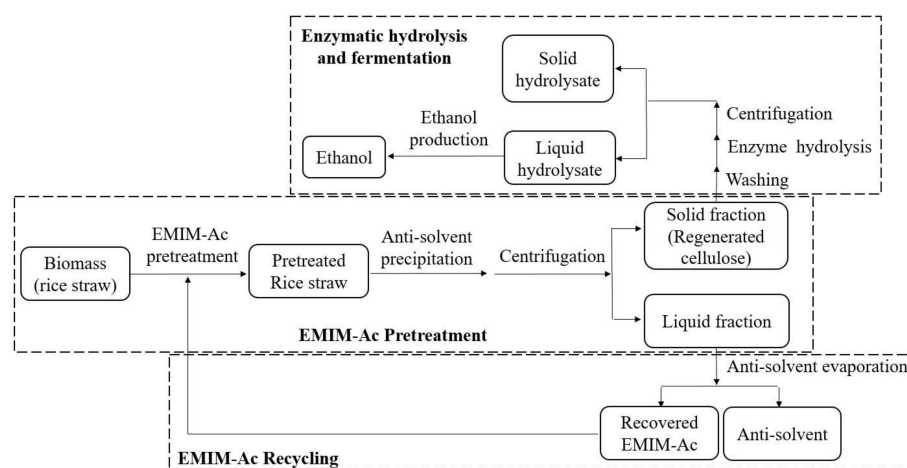 Enzymatic hydrolysis
and fermentation
Solid
hydrolysate
Centrifugation
Ethanol
production
Ethanol
Liquid
hydrolysate
Enzyme hydrolysis
Washing
EMIM-Ac
pretreatment
Anti-solvent
precipitation
Centrifugation
Solid fraction
(Regenerated
cellulose)
Biomass
(rice straw)
Pretreated
Rice straw
Liquid fraction
EMIM-Ac Pretreatment
Anti-solvent evaporation
Recovered
EMIM-Ac
Anti-solvent
EMIM-Ac Recycling